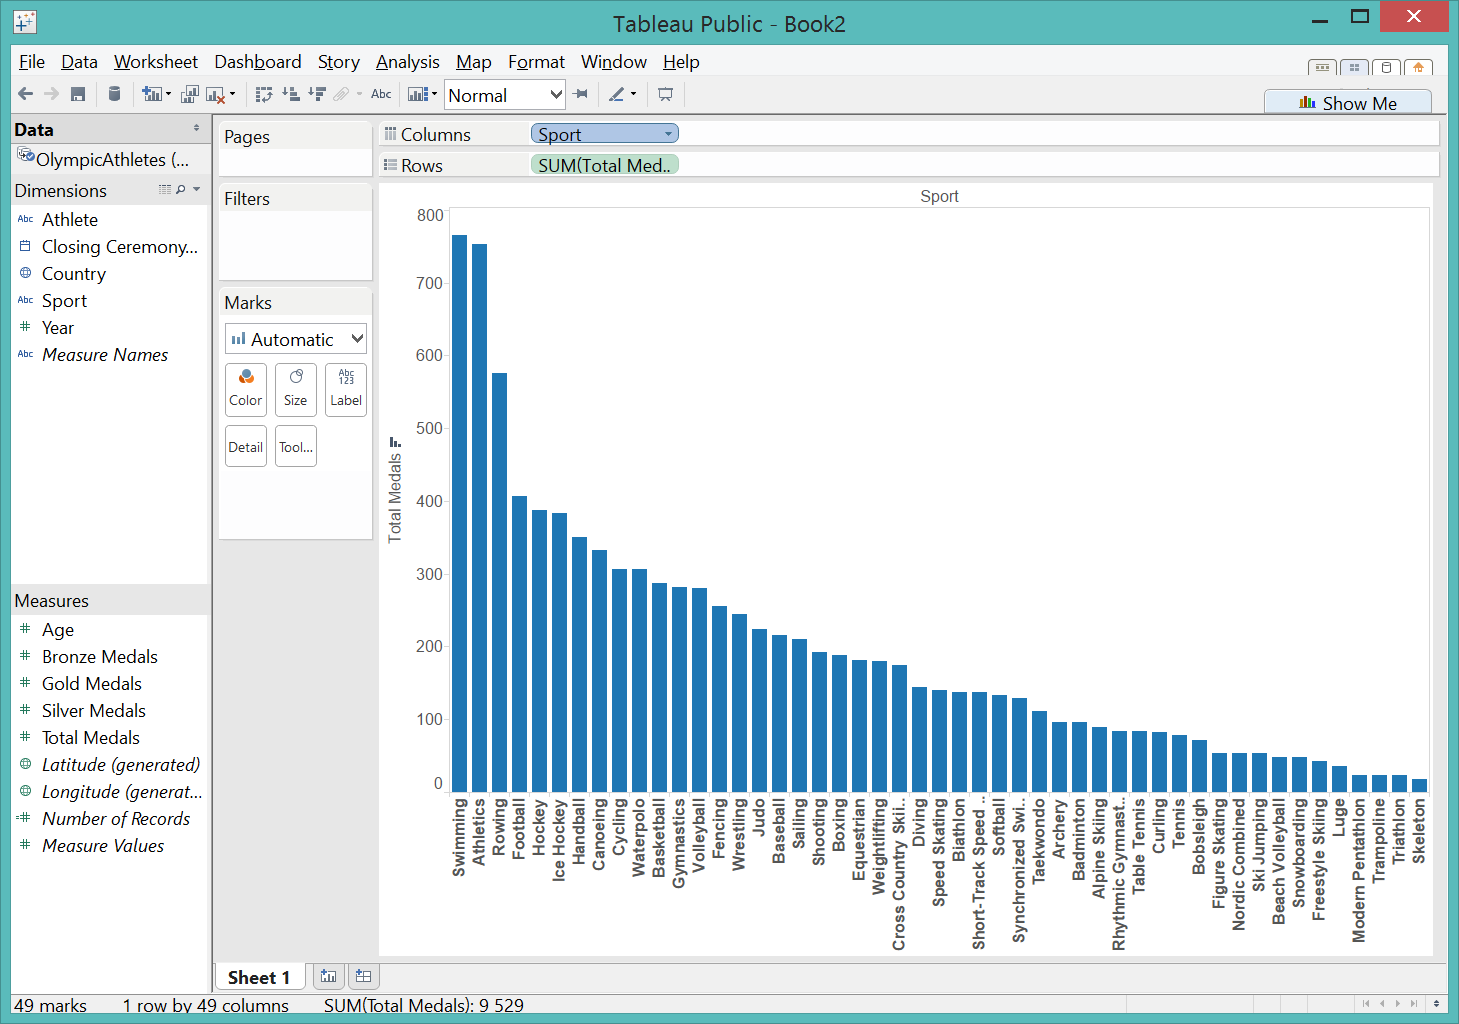 Tableau Public - Book2
File Data Worksheet Dashboard Story Analysis Map Format Window Help
Abc Normal
Show Me
Data
OlympicAthletes (...
Dimensions
Abc Athlete
Closing Ceremony...
Country
Abc Sport
Year
Abc Measure Names
Measures
Age
Bronze Medals
Gold Medals
Silver Medals
Total Medals
Latitude (generated)
Longitude (generat...
Number of Records
Measure Values
Pages
Filters
Marks
Automatic
Abc
123
Color Size Label
Detail Tool...
Columns Sport
Rows SUM(Total Med..
Sport
Total Medals
800
700
600
500
400
300
200
100
0
Swimming
Athletics
Rowing
Football
Hockey
Ice Hockey
Handball
Canoeing
Cycling
Waterpolo
Basketball
Gymnastics
Volleyball
Fencing
Wrestling
Judo
Baseball
Sailing
Shooting
Boxing
Equestrian
Weightlifting
Cross Country Skii..
Diving
Speed Skating
Biathlon
Short-Track Speed ..
Softball
Synchronized Swi..
Taekwondo
Archery
Badminton
Alpine Skiing
Rhythmic Gymnast..
Table Tennis
Curling
Tennis
Bobsleigh
Figure Skating
Nordic Combined
Ski Jumping
Beach Volleyball
Snowboarding
Freestyle Skiing
Luge
Modern Pentathlon
Trampoline
Triathlon
Skeleton
Sheet 1
49 marks 1 row by 49 columns SUM(Total Medals): 9 529